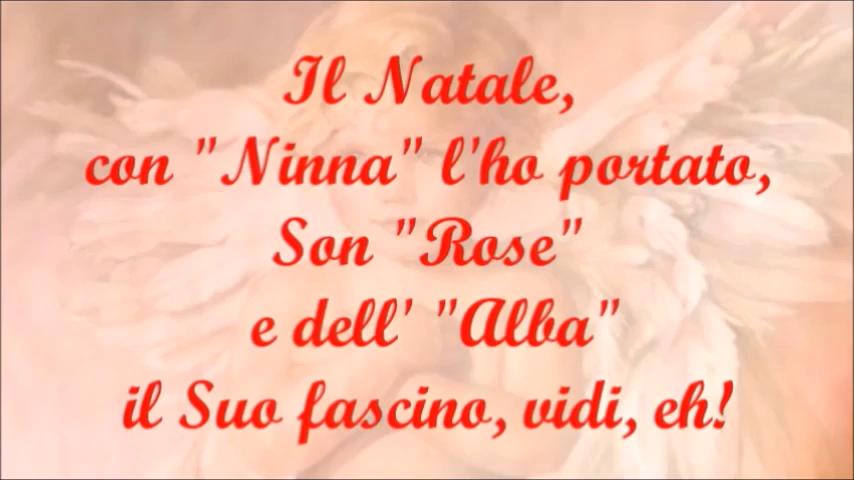 Il Natale,
con "Ninna" l'ho portato,
Son "Rose"
e dell' "Alba"
il Suo fascino, vidi, eh!